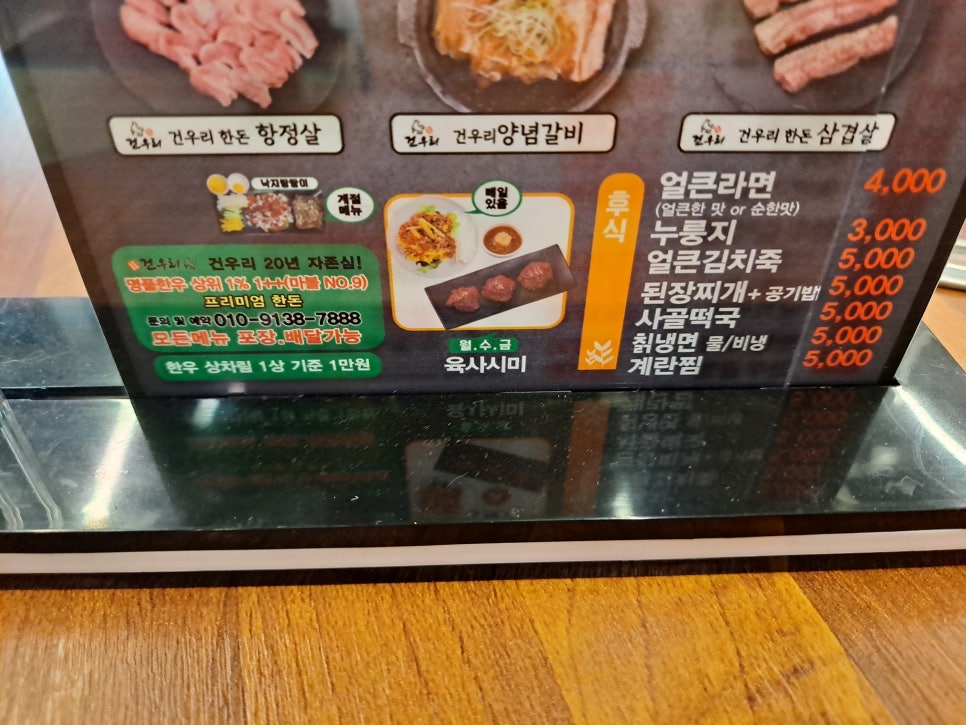 건우리 건우리 한돈 항정살
건우리 건우리양념갈비
건우리 건우리 한돈 삼겹살
낙지탕탕이
계절
메뉴
건우리 건우리 20년 자존심!
명품한우 상위 1% 1++(마블 NO.9)
프리미엄 한돈
문의 및 예약 010-9138-7888
모든메뉴 포장.배달가능
한우 상차림 1상 기준 1만원
매일
있음
월.수.금
육사시미
후식
얼큰라면 4,000
(얼큰한 맛 or 순한맛)
누룽지 3,000
얼큰김치죽 5,000
된장찌개+공기밥 5,000
사골떡국 5,000
칡냉면 물/비냉 5,000
계란찜 5,000